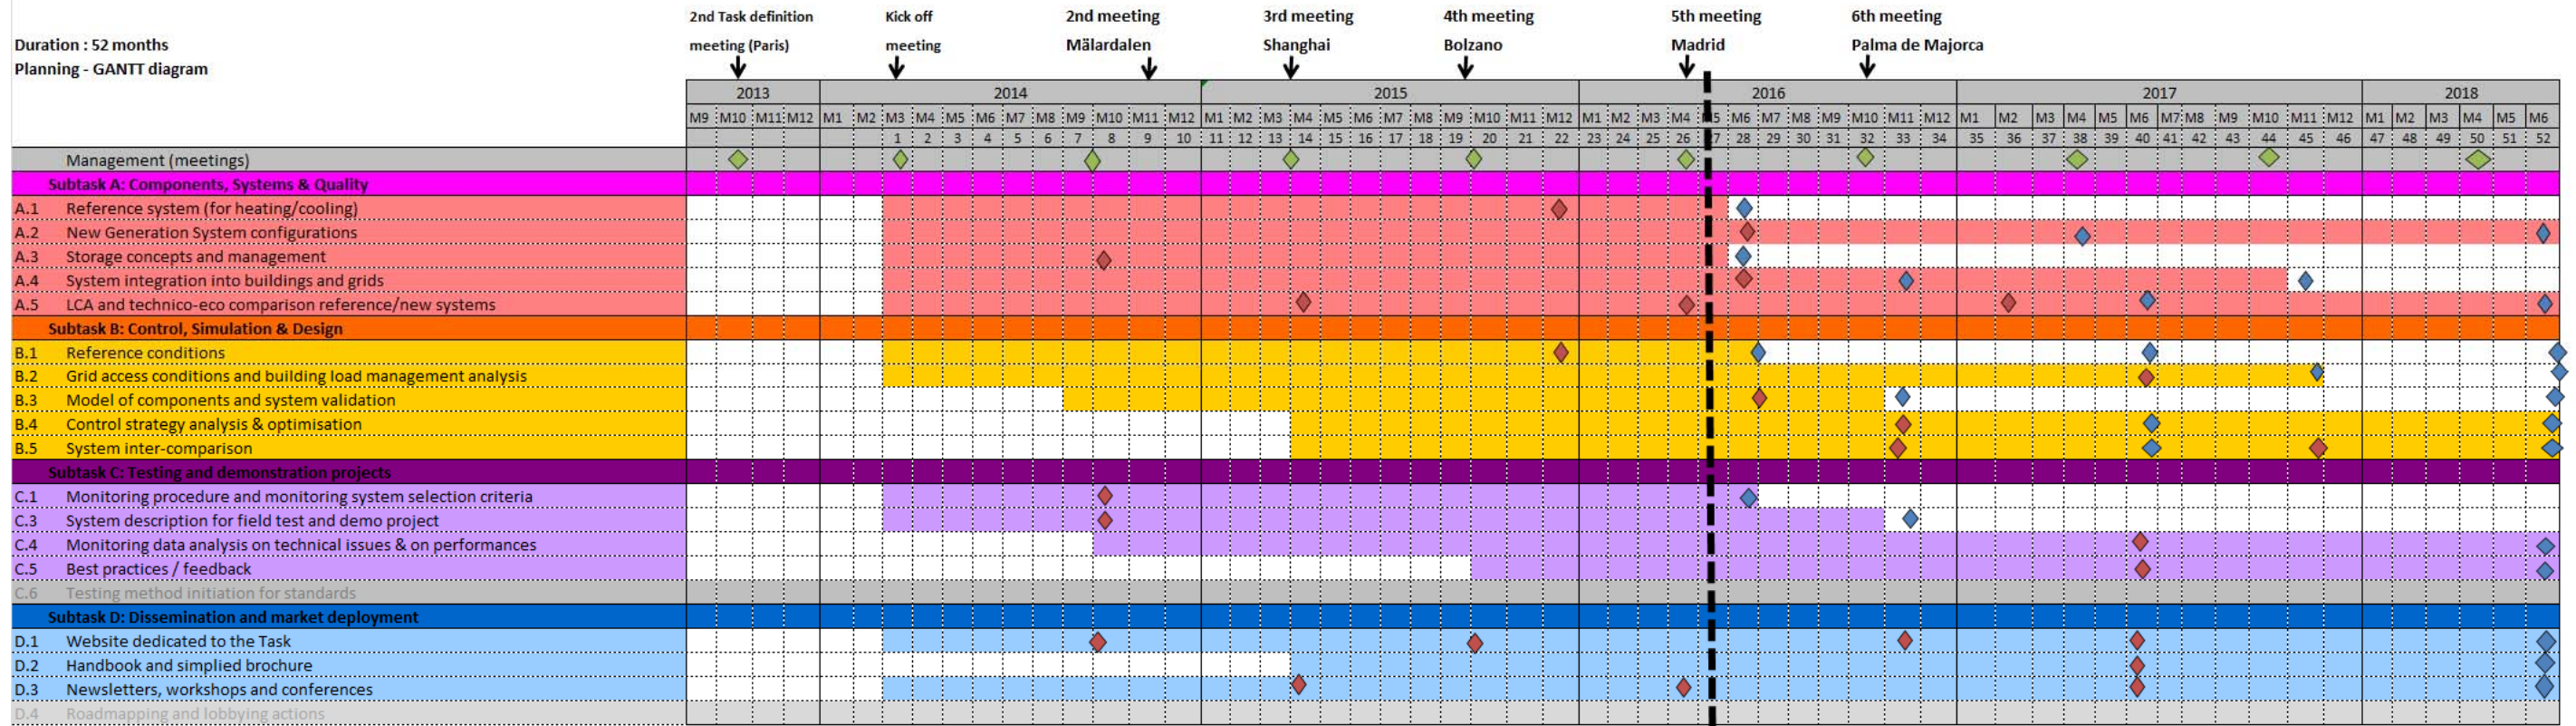 2nd Task definition Kick off 2nd meeting 3rd meeting 4th meeting 5th meeting 6th meeting
Duration : 52 months meeting (Paris) meeting Mälardalen Shanghai Bolzano Madrid Palma de Majorca
Planning - GANTT diagram
2013 2014 2015 2016 2017 2018
M9 M10 M11 M12 M1 M2 M3 M4 M5 M6 M7 M8 M9 M10 M11 M12 M1 M2 M3 M4 M5 M6 M7 M8 M9 M10 M11 M12 M1 M2 M3 M4 M6 M7 M8 M9 M10 M11 M12 M1 M2 M3 M4 M5 M6 M7 M8 M9 M10 M11 M12 M1 M2 M3 M4 M5 M6
1 2 3 4 5 6 7 8 9 10 11 12 13 14 15 16 17 18 19 20 21 22 23 24 25 26 28 29 30 31 32 33 34 35 36 37 38 39 40 41 42 43 44 45 46 47 48 49 50 51 52
Management (meetings)
Subtask A: Components, Systems & Quality
A.1 Reference system (for heating/cooling)
A.2 New Generation System configurations
A.3 Storage concepts and management
A.4 System integration into buildings and grids
A.5 LCA and technico-eco comparison reference/new systems
Subtask B: Control, Simulation & Design
B.1 Reference conditions
B.2 Grid access conditions and building load management analysis
B.3 Model of components and system validation
B.4 Control strategy analysis & optimisation
B.5 System inter-comparison
Subtask C: Testing and demonstration projects
C.1 Monitoring procedure and monitoring system selection criteria
C.3 System description for field test and demo project
C.4 Monitoring data analysis on technical issues & on performances
C.5 Best practices / feedback
C.6 Testing method initiation for standards
Subtask D: Dissemination and market deployment
D.1 Website dedicated to the Task
D.2 Handbook and simplied brochure
D.3 Newsletters, workshops and conferences
D.4 Roadmapping and lobbying actions